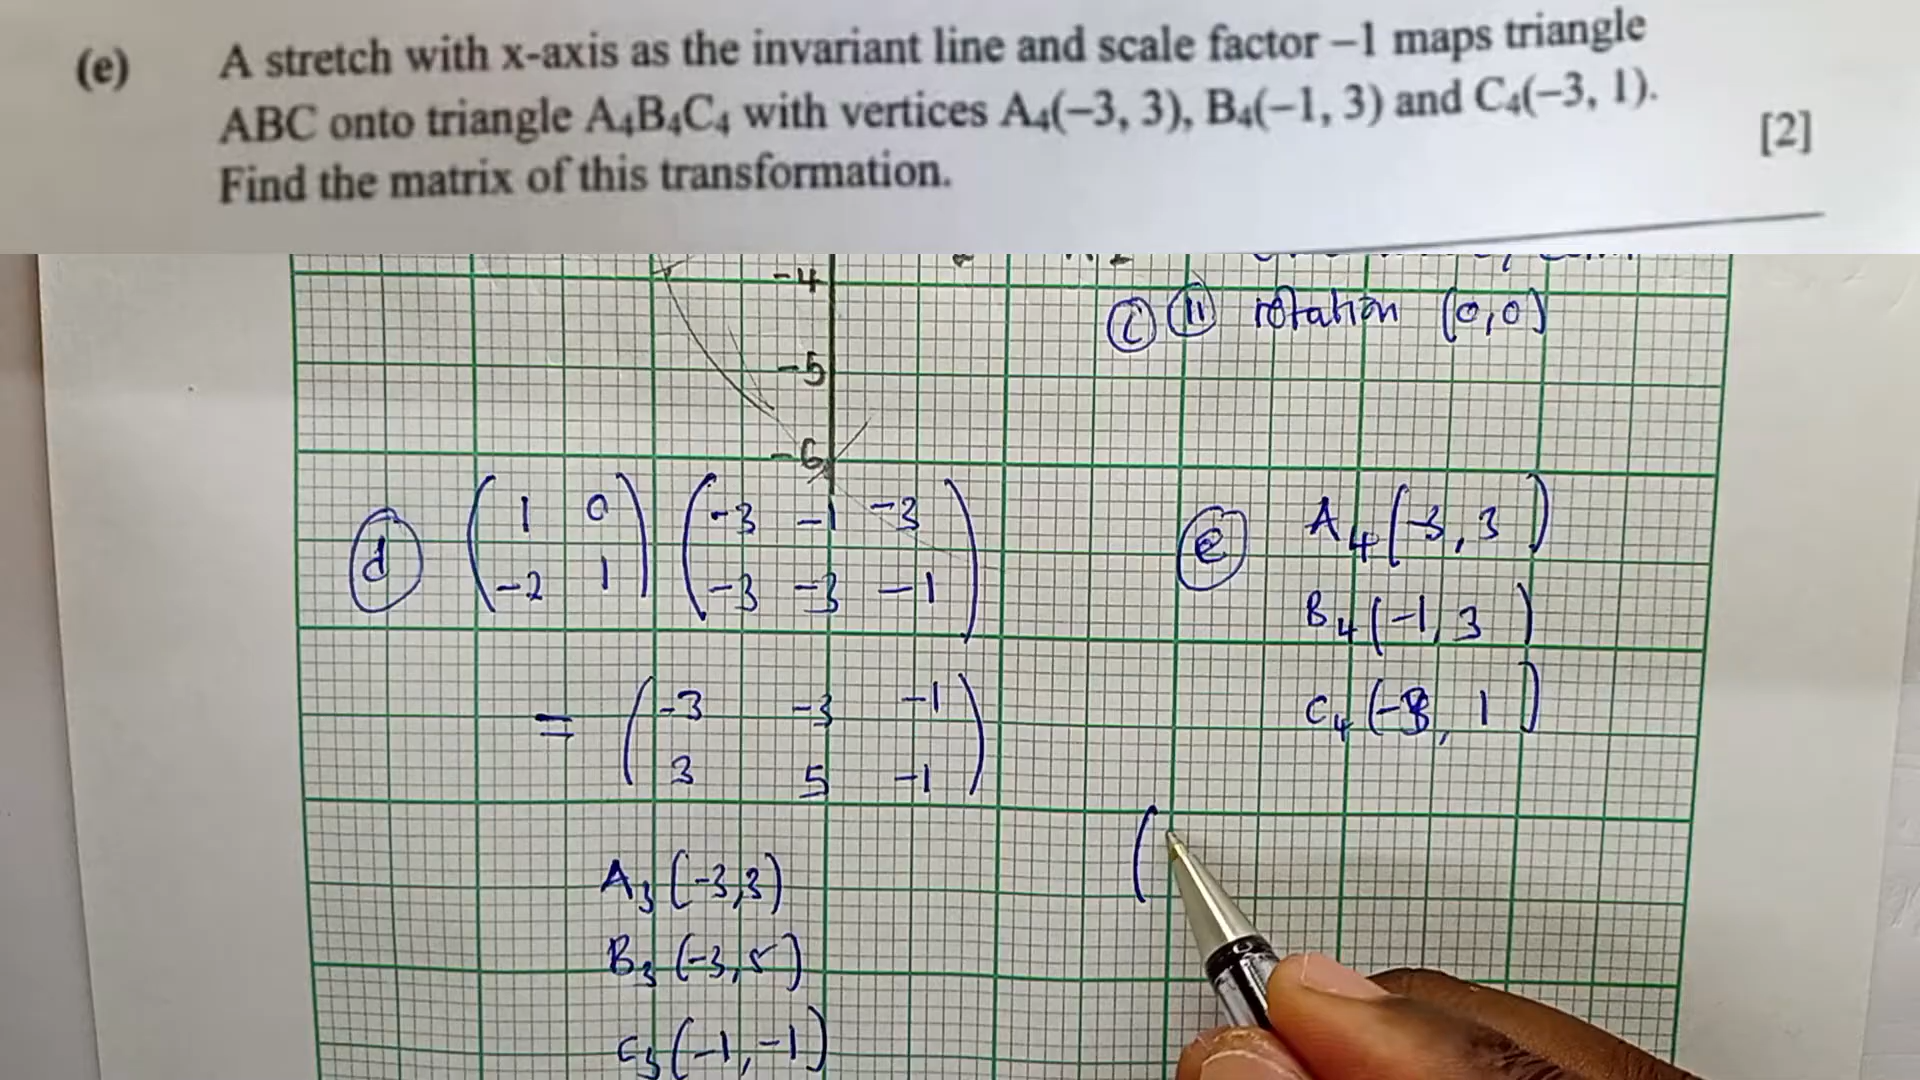 (e) A stretch with x-axis as the invariant line and scale factor –1 maps triangle
ABC onto triangle A₄B₄C₄ with vertices A₄(–3, 3), B₄(–1, 3) and C₄(–3, 1).
Find the matrix of this transformation. [2]
-4
(ii) rotation (0,0)
-5
-6
(d) ( 1 0 ) ( -3 -1 -3 )
( -2 1 ) ( -3 -3 -1 )
= ( -3 -3 -1 )
( 3 5 -1 )
A₃(-3,3)
B₃(-3,5)
C₃(-1,-1)
(e) A₄(-3,3)
B₄(-1,3)
C₄(-3,1)
(